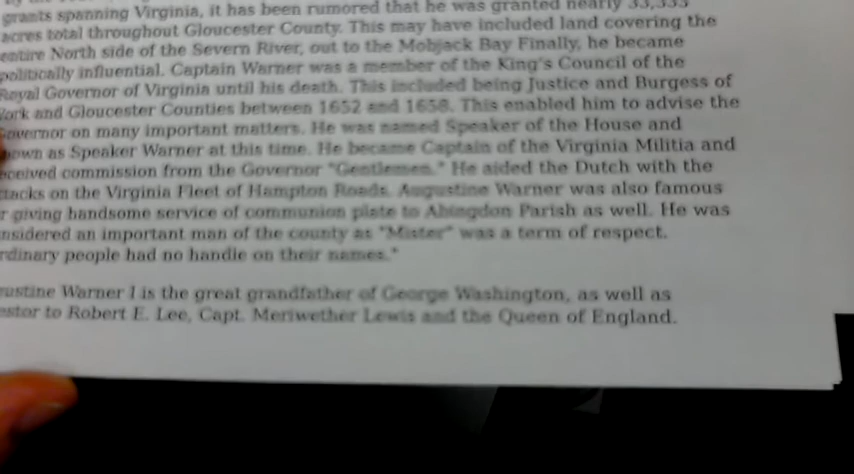 grants spanning Virginia, it has been rumored that he was granted nearly 33,333
acres total throughout Gloucester County. This may have included land covering the
entire North side of the Severn River, out to the Mobjack Bay Finally, he became
politically influential. Captain Warner was a member of the King's Council of the
Royal Governor of Virginia until his death. This included being Justice and Burgess of
York and Gloucester Counties between 1652 and 1658. This enabled him to advise the
Governor on many important matters. He was named Speaker of the House and
nown as Speaker Warner at this time. He became Captain of the Virginia Militia and
eceived commission from the Governor "Gentlemen." He aided the Dutch with the
ttacks on the Virginia Fleet of Hampton Roads. Augustine Warner was also famous
r giving handsome service of communion plate to Abingdon Parish as well. He was
nsidered an important man of the county as "Mister" was a term of respect.
rdinary people had no handle on their names."
ustine Warner I is the great grandfather of George Washington, as well as
estor to Robert E. Lee, Capt. Meriwether Lewis and the Queen of England.